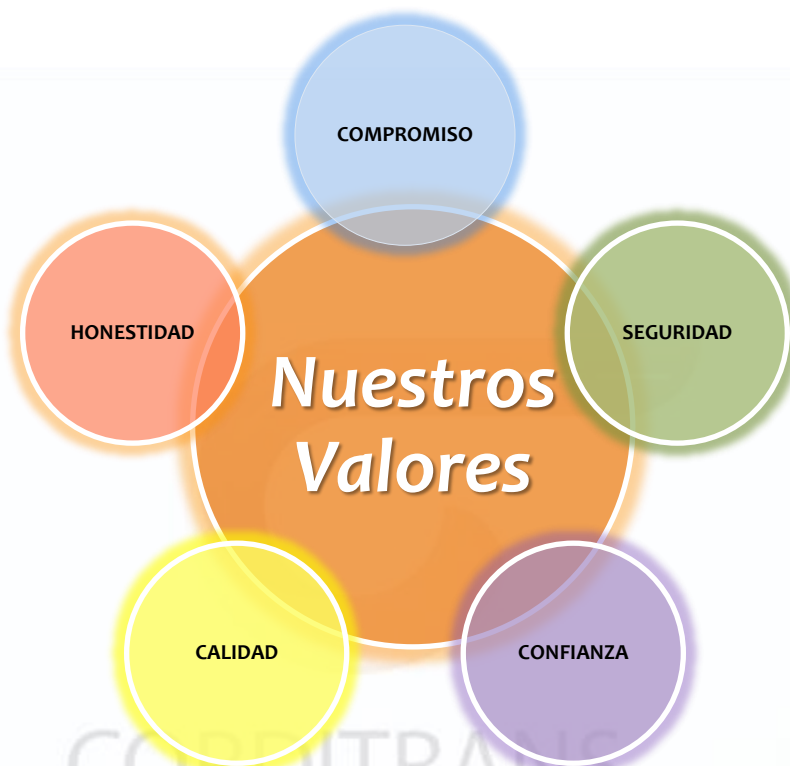 COMPROMISO
HONESTIDAD
SEGURIDAD
Nuestros
Valores
CALIDAD
CONFIANZA